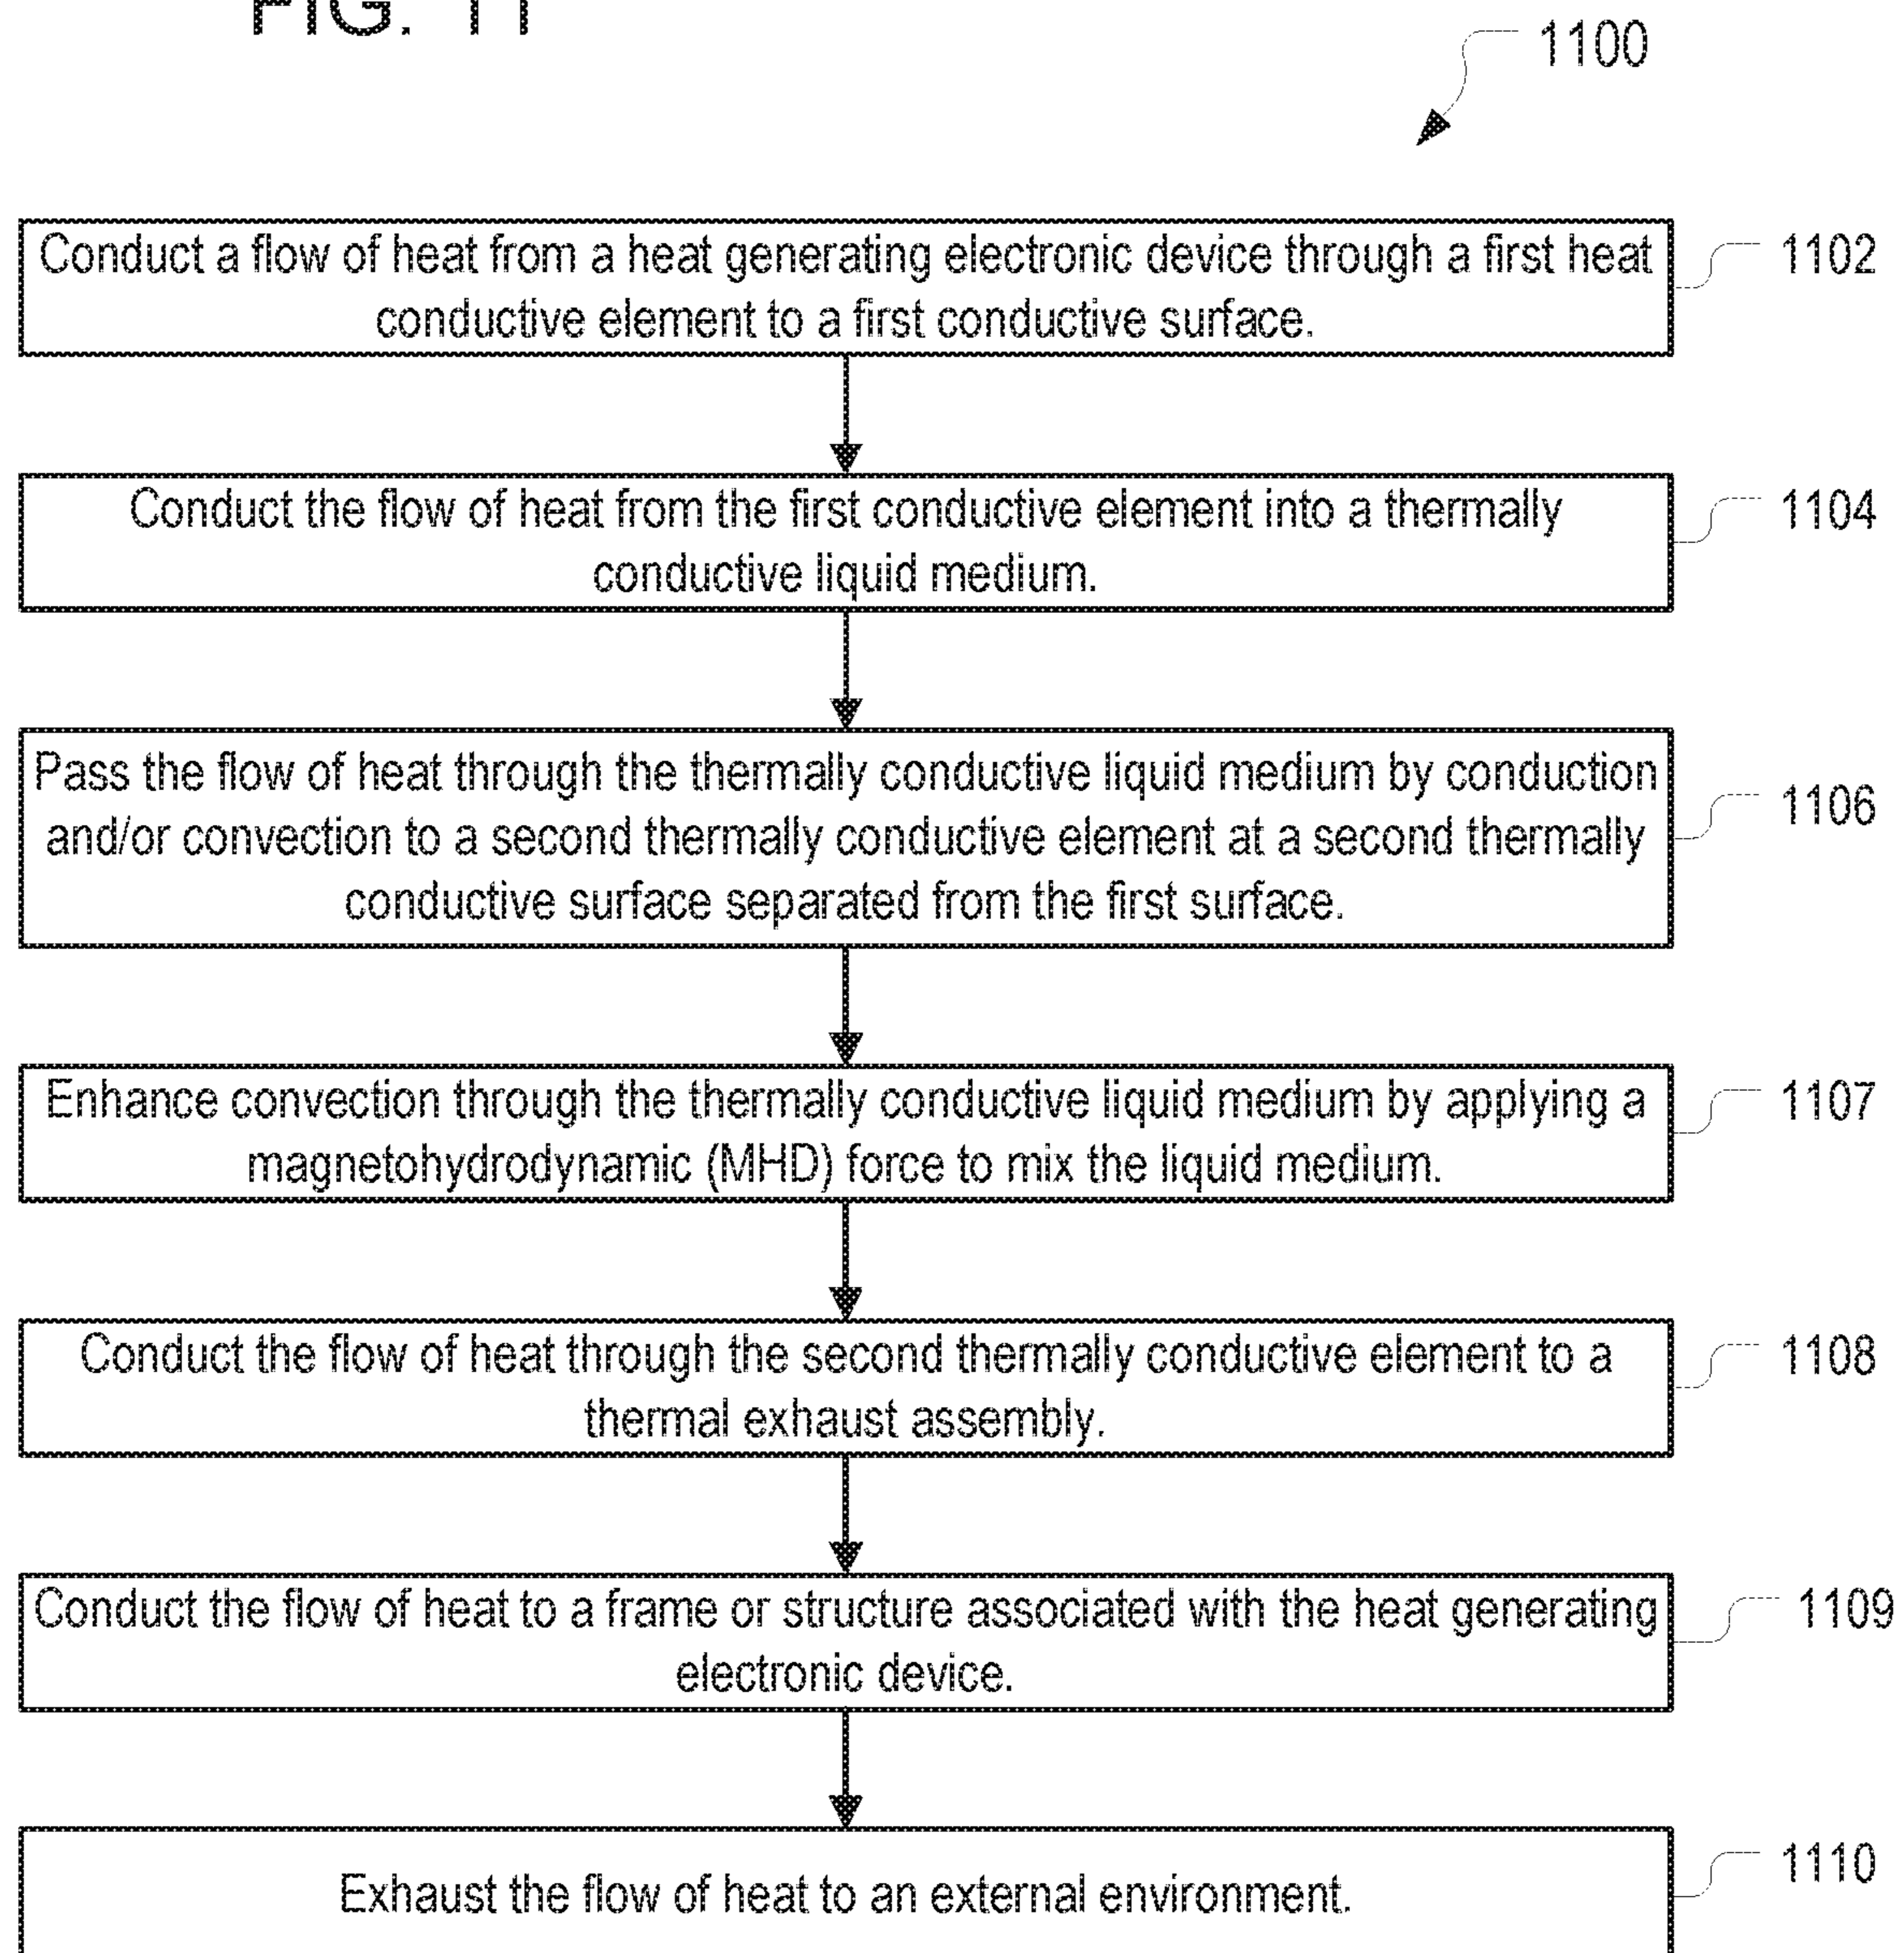 FIG. 11
1100
Conduct a flow of heat from a heat generating electronic device through a first heat
conductive element to a first conductive surface.
1102
Conduct the flow of heat from the first conductive element into a thermally
conductive liquid medium.
1104
Pass the flow of heat through the thermally conductive liquid medium by conduction
and/or convection to a second thermally conductive element at a second thermally
conductive surface separated from the first surface.
1106
Enhance convection through the thermally conductive liquid medium by applying a
magnetohydrodynamic (MHD) force to mix the liquid medium.
1107
Conduct the flow of heat through the second thermally conductive element to a
thermal exhaust assembly.
1108
Conduct the flow of heat to a frame or structure associated with the heat generating
electronic device.
1109
Exhaust the flow of heat to an external environment.
1110